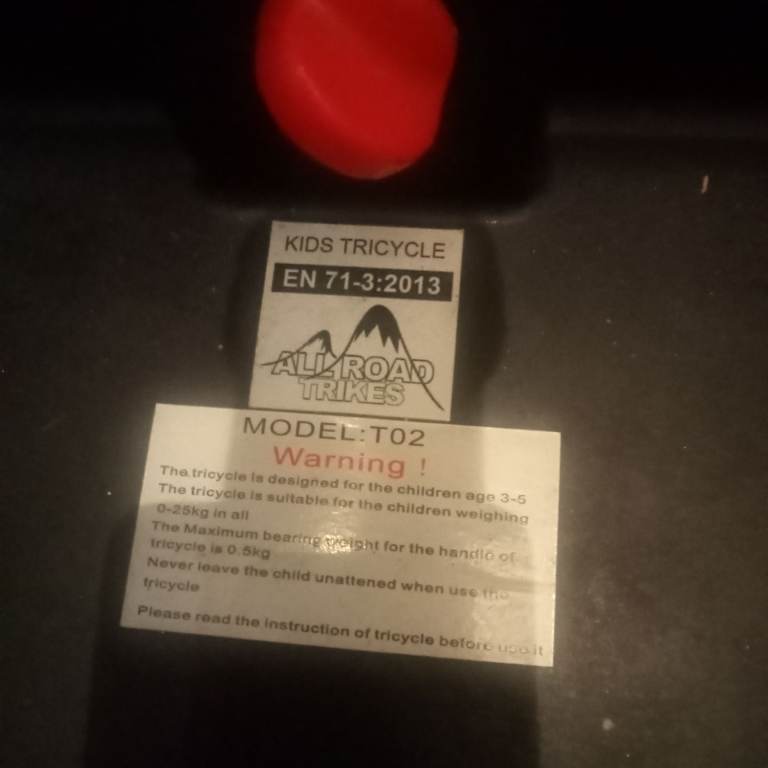 KIDS TRICYCLE
EN 71-3:2013
ALL ROAD
TRIKES
MODEL:T02
Warning !
The tricycle is designed for the children age 3-5
The tricycle is suitable for the children weighing
0-25kg in all
The Maximum bearing weight for the handle of
tricycle is 0.5kg
Never leave the child unattened when use the
tricycle
Please read the instruction of tricycle before use it